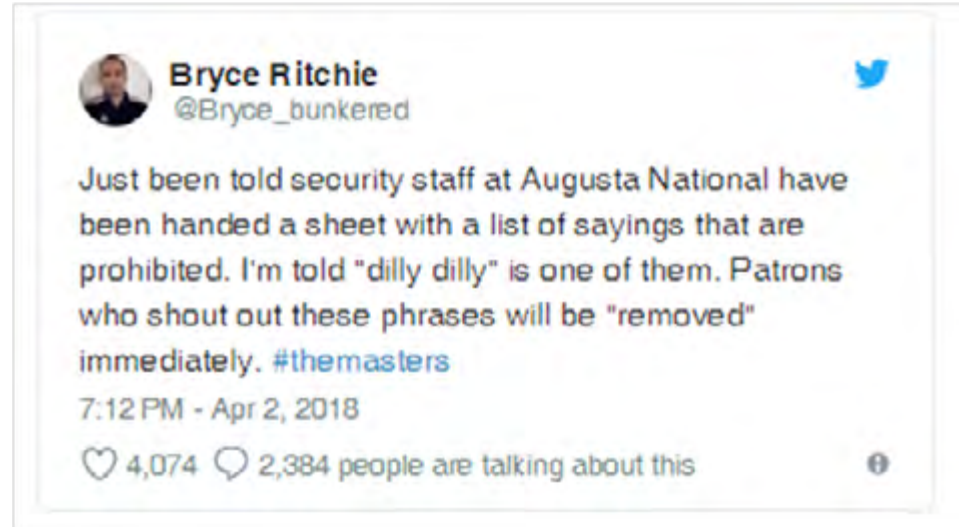 Bryce Ritchie
@Bryce_bunkered
Just been told security staff at Augusta National have
been handed a sheet with a list of sayings that are
prohibited. I'm told "dilly dilly" is one of them. Patrons
who shout out these phrases will be "removed"
immediately. #themasters
7:12 PM - Apr 2, 2018
4,074 2,384 people are talking about this